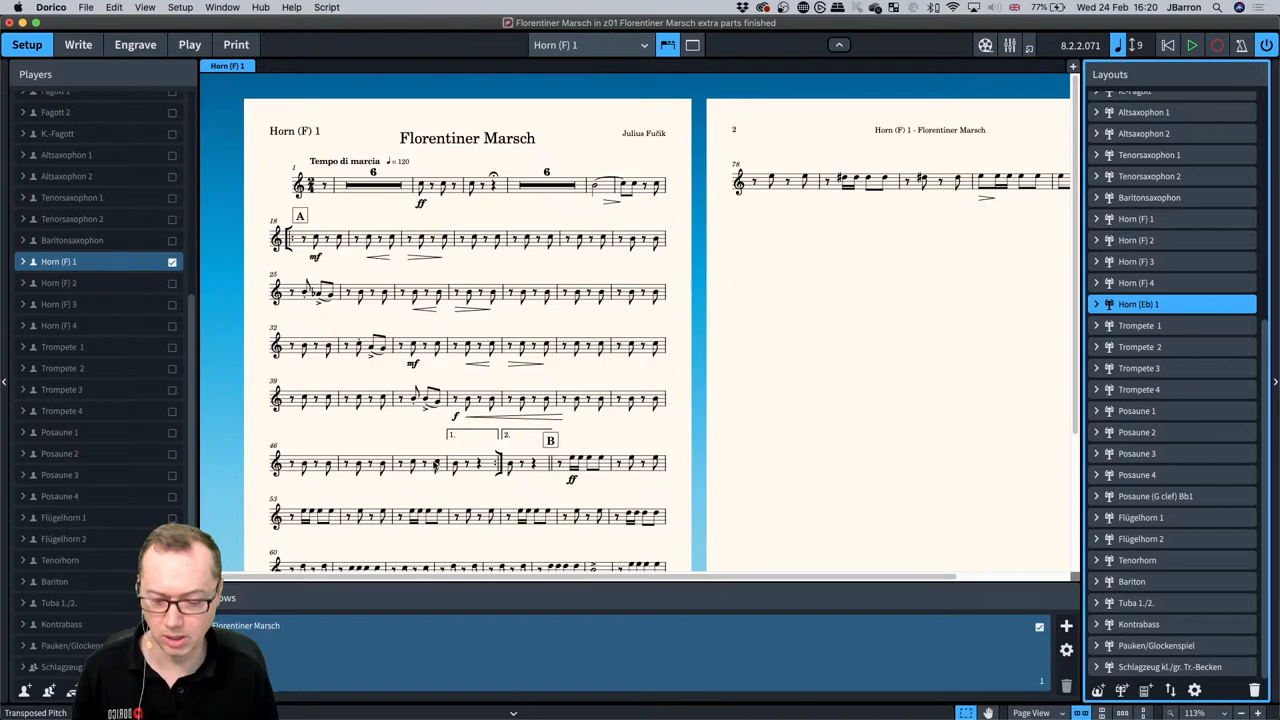 Dorico File Edit View Setup Window Hub Help Script
77% Wed 24 Feb 16:20 JBarron
Florentiner Marsch in z01 Florentiner Marsch extra parts finished
Setup Write Engrave Play Print
Horn (F) 1
8.2.2.071
9
Players
Fagott 2
K.-Fagott
Altsaxophon 1
Altsaxophon 2
Tenorsaxophon 1
Tenorsaxophon 2
Baritonsaxophon
Horn (F) 1
Horn (F) 2
Horn (F) 3
Horn (F) 4
Trompete 1
Trompete 2
Trompete 3
Trompete 4
Posaune 1
Posaune 2
Posaune 3
Posaune 4
Flügelhorn 1
Flügelhorn 2
Tenorhorn
Bariton
Tuba 1./2.
Kontrabass
Pauken/Glockens
Schlagz
Transposed Pitch
Horn (F) 1
Horn (F) 1
Florentiner Marsch
Julius Fučík
Tempo di marcia = 120
1
6
6
ff
A
18
mf
25
32
mf
39
f
1. 2. B
46
ff
53
60
2
Horn (F) 1 - Florentiner Marsch
78
ows
Florentiner Marsch
1
Layouts
K.-Fagott
Altsaxophon 1
Altsaxophon 2
Tenorsaxophon 1
Tenorsaxophon 2
Baritonsaxophon
Horn (F) 1
Horn (F) 2
Horn (F) 3
Horn (F) 4
Horn (Eb) 1
Trompete 1
Trompete 2
Trompete 3
Trompete 4
Posaune 1
Posaune 2
Posaune 3
Posaune 4
Posaune (G clef) Bb1
Flügelhorn 1
Flügelhorn 2
Tenorhorn
Bariton
Tuba 1./2.
Kontrabass
Pauken/Glockenspiel
Schlagzeug kl./gr. Tr.-Becken
Page View
113%